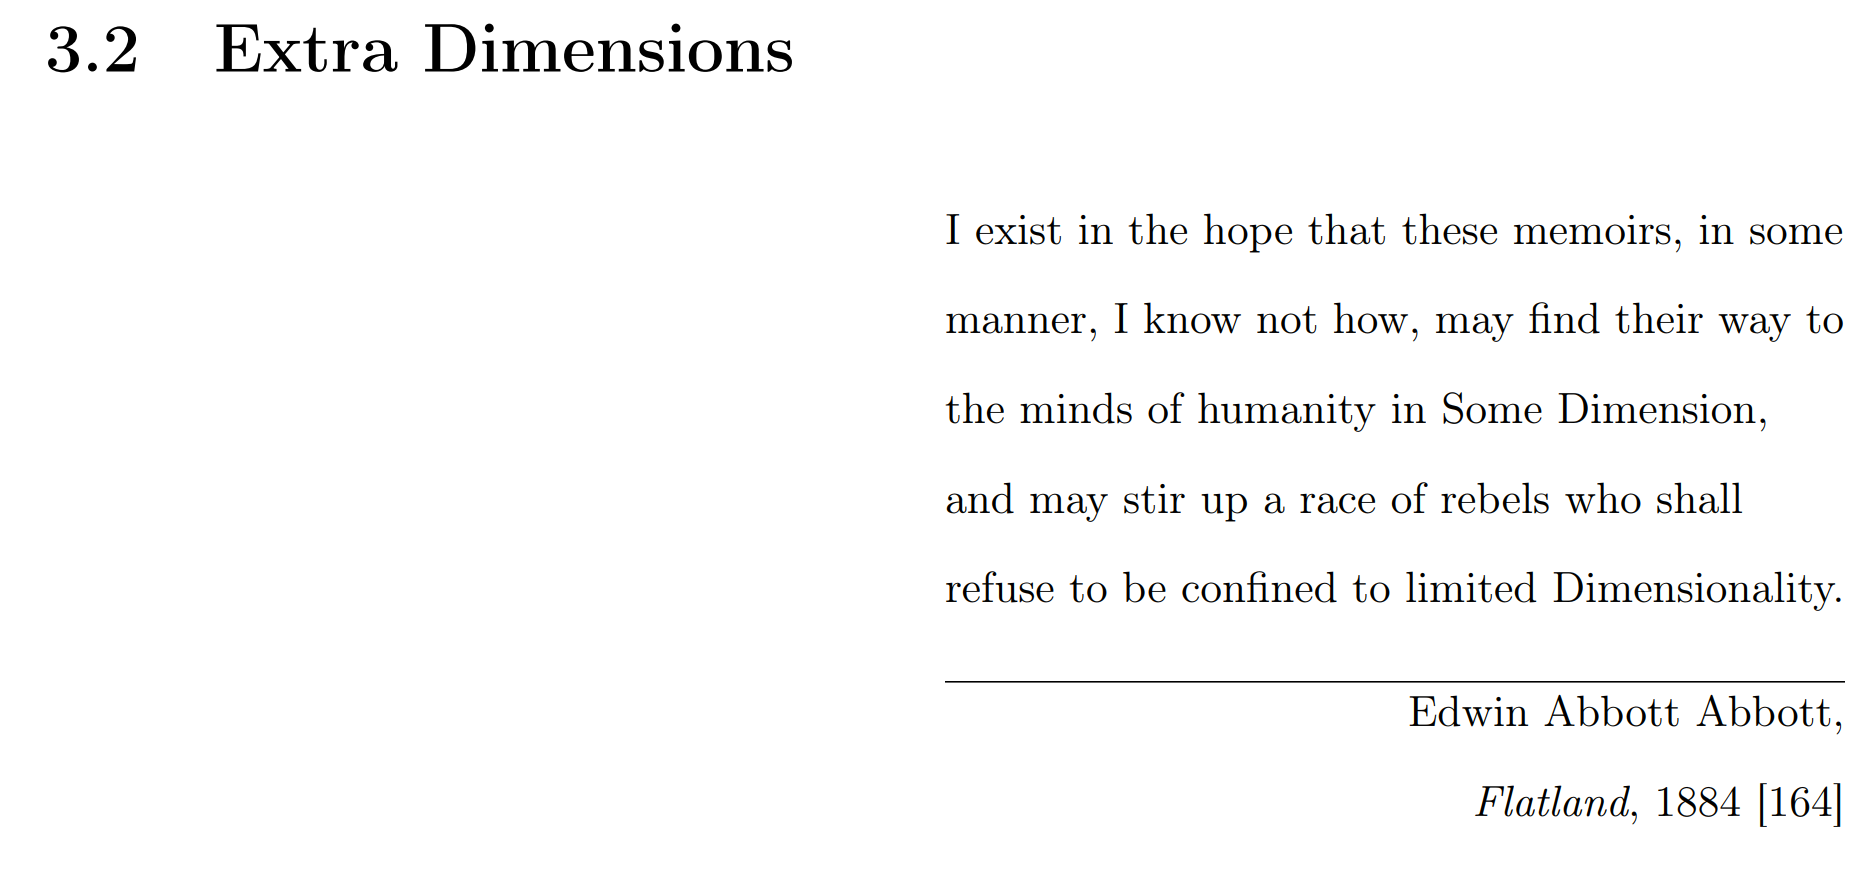 3.2 Extra Dimensions
I exist in the hope that these memoirs, in some
manner, I know not how, may find their way to
the minds of humanity in Some Dimension,
and may stir up a race of rebels who shall
refuse to be confined to limited Dimensionality.
Edwin Abbott Abbott,
Flatland, 1884 [164]